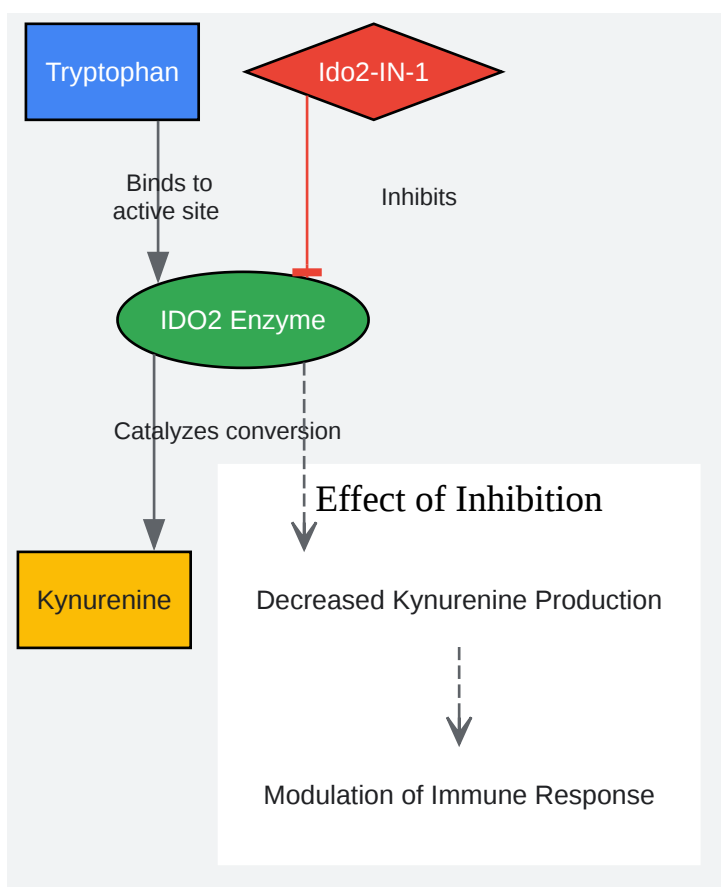 Tryptophan
Ido2-IN-1
Binds to
active site
Inhibits
IDO2 Enzyme
Catalyzes conversion
Effect of Inhibition
Kynurenine
Decreased Kynurenine Production
Modulation of Immune Response